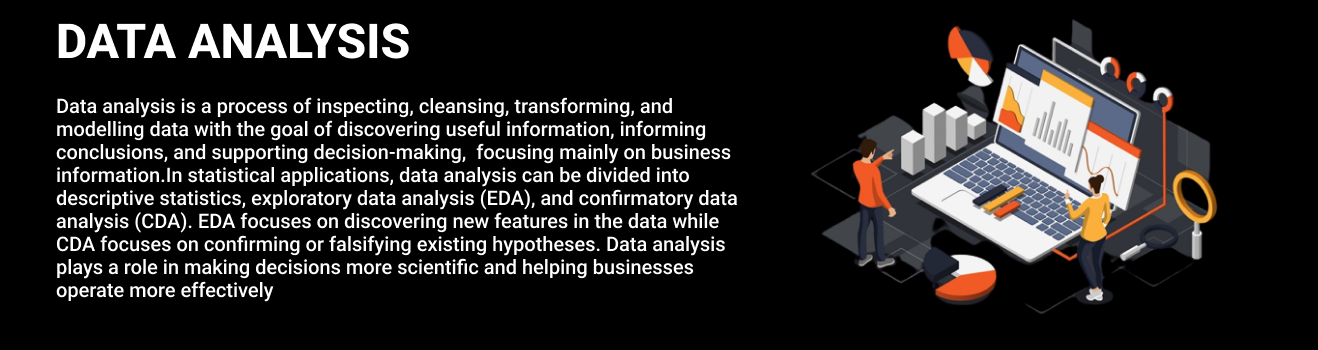 DATA ANALYSIS
Data analysis is a process of inspecting, cleansing, transforming, and
modelling data with the goal of discovering useful information, informing
conclusions, and supporting decision-making,  focusing mainly on business
information.In statistical applications, data analysis can be divided into
descriptive statistics, exploratory data analysis (EDA), and confirmatory data
analysis (CDA). EDA focuses on discovering new features in the data while
CDA focuses on confirming or falsifying existing hypotheses. Data analysis
plays a role in making decisions more scientific and helping businesses
operate more effectively